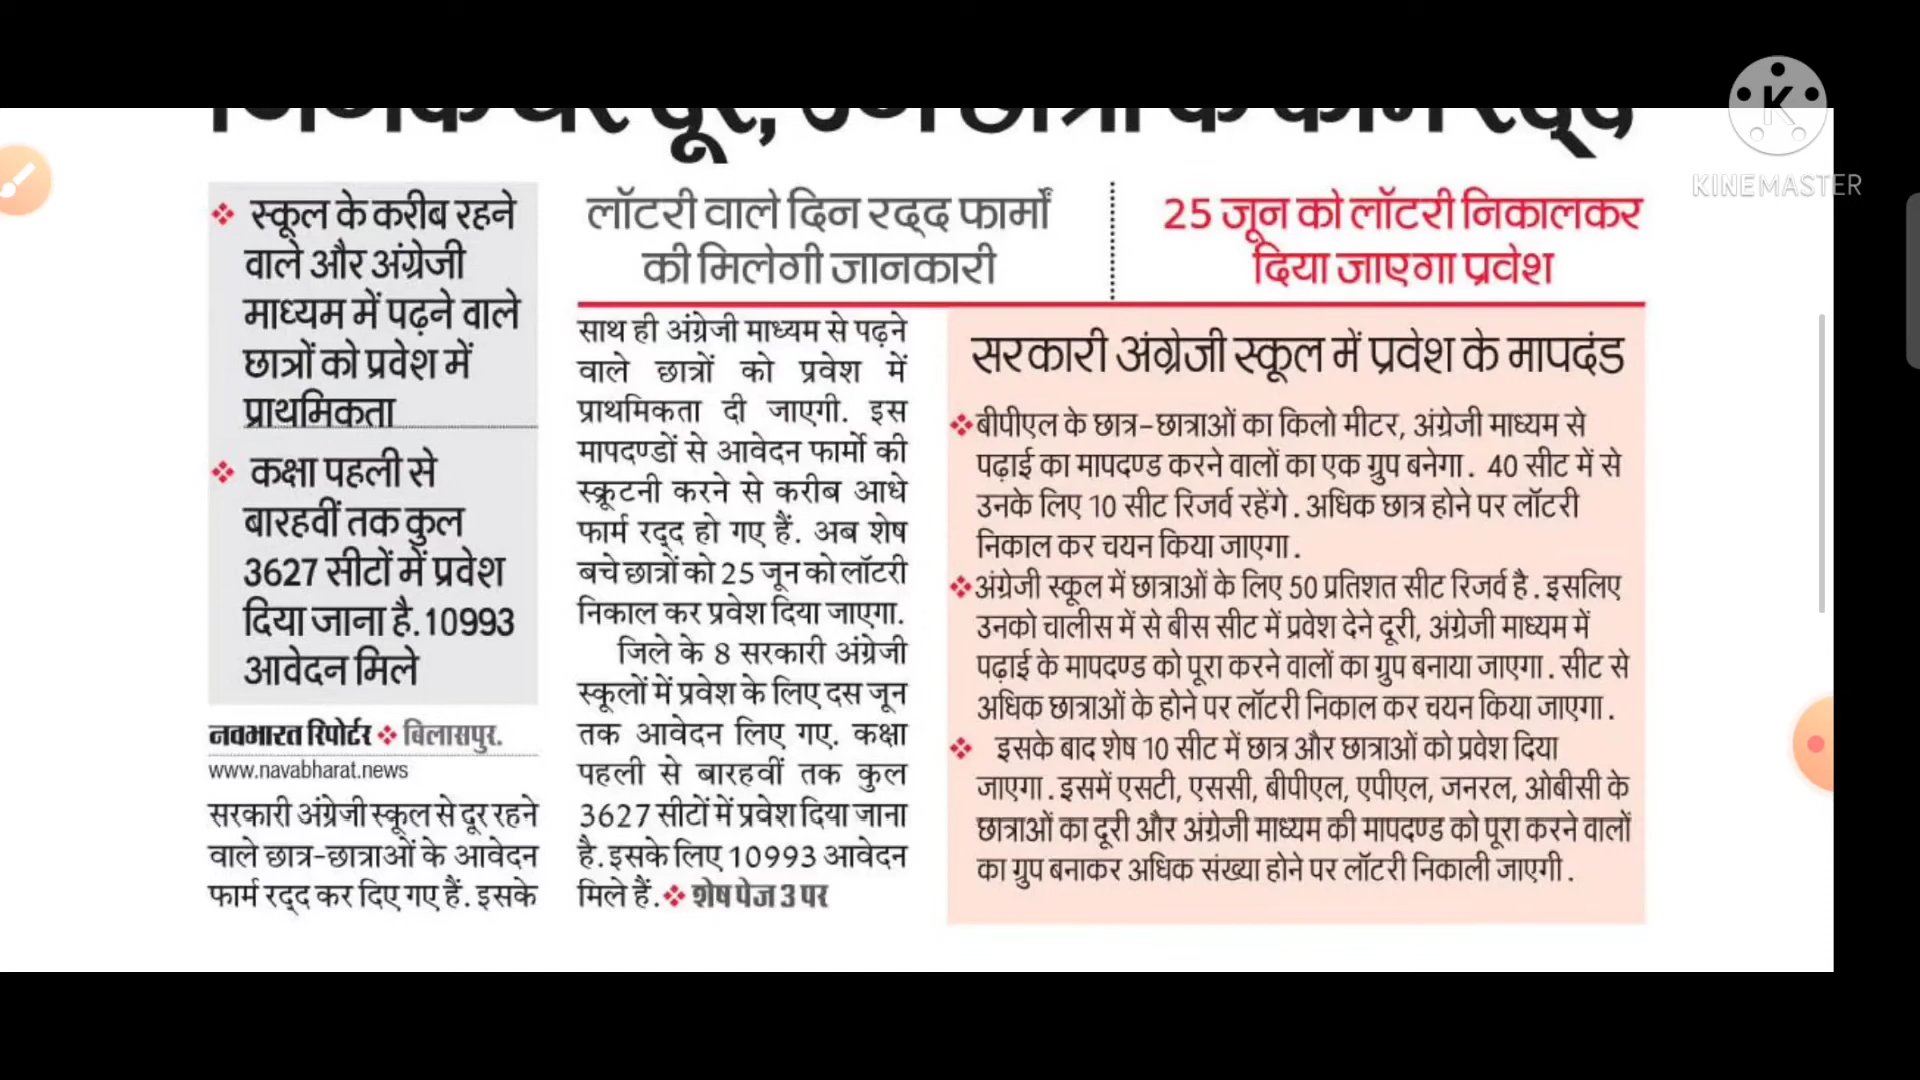 जिनके घर दूर, उन छात्रों के फार्म रद्द
KINEMASTER
❖ स्कूल के करीब रहने
वाले और अंग्रेजी
माध्यम में पढ़ने वाले
छात्रों को प्रवेश में
प्राथमिकता
❖ कक्षा पहली से
बारहवीं तक कुल
3627 सीटों में प्रवेश
दिया जाना है. 10993
आवेदन मिले
नवभारत रिपोर्टर ❖ बिलासपुर.
www.navabharat.news
सरकारी अंग्रेजी स्कूल से दूर रहने
वाले छात्र-छात्राओं के आवेदन
फार्म रद्द कर दिए गए हैं. इसके
लॉटरी वाले दिन रद्द फार्मों
की मिलेगी जानकारी
साथ ही अंग्रेजी माध्यम से पढ़ने
वाले छात्रों को प्रवेश में
प्राथमिकता दी जाएगी. इस
मापदण्डों से आवेदन फार्मो की
स्क्रूटनी करने से करीब आधे
फार्म रद्द हो गए हैं. अब शेष
बचे छात्रों को 25 जून को लॉटरी
निकाल कर प्रवेश दिया जाएगा.
जिले के 8 सरकारी अंग्रेजी
स्कूलों में प्रवेश के लिए दस जून
तक आवेदन लिए गए. कक्षा
पहली से बारहवीं तक कुल
3627 सीटों में प्रवेश दिया जाना
है. इसके लिए 10993 आवेदन
मिले हैं. ❖ शेष पेज 3 पर
25 जून को लॉटरी निकालकर
दिया जाएगा प्रवेश
सरकारी अंग्रेजी स्कूल में प्रवेश के मापदंड
❖ बीपीएल के छात्र-छात्राओं का किलो मीटर, अंग्रेजी माध्यम से
पढ़ाई का मापदण्ड करने वालों का एक ग्रुप बनेगा. 40 सीट में से
उनके लिए 10 सीट रिजर्व रहेंगे. अधिक छात्र होने पर लॉटरी
निकाल कर चयन किया जाएगा.
❖ अंग्रेजी स्कूल में छात्राओं के लिए 50 प्रतिशत सीट रिजर्व है. इसलिए
उनको चालीस में से बीस सीट में प्रवेश देने दूरी, अंग्रेजी माध्यम में
पढ़ाई के मापदण्ड को पूरा करने वालों का ग्रुप बनाया जाएगा. सीट से
अधिक छात्राओं के होने पर लॉटरी निकाल कर चयन किया जाएगा.
❖ इसके बाद शेष 10 सीट में छात्र और छात्राओं को प्रवेश दिया
जाएगा. इसमें एसटी, एससी, बीपीएल, एपीएल, जनरल, ओबीसी के
छात्राओं का दूरी और अंग्रेजी माध्यम की मापदण्ड को पूरा करने वालों
का ग्रुप बनाकर अधिक संख्या होने पर लॉटरी निकाली जाएगी.